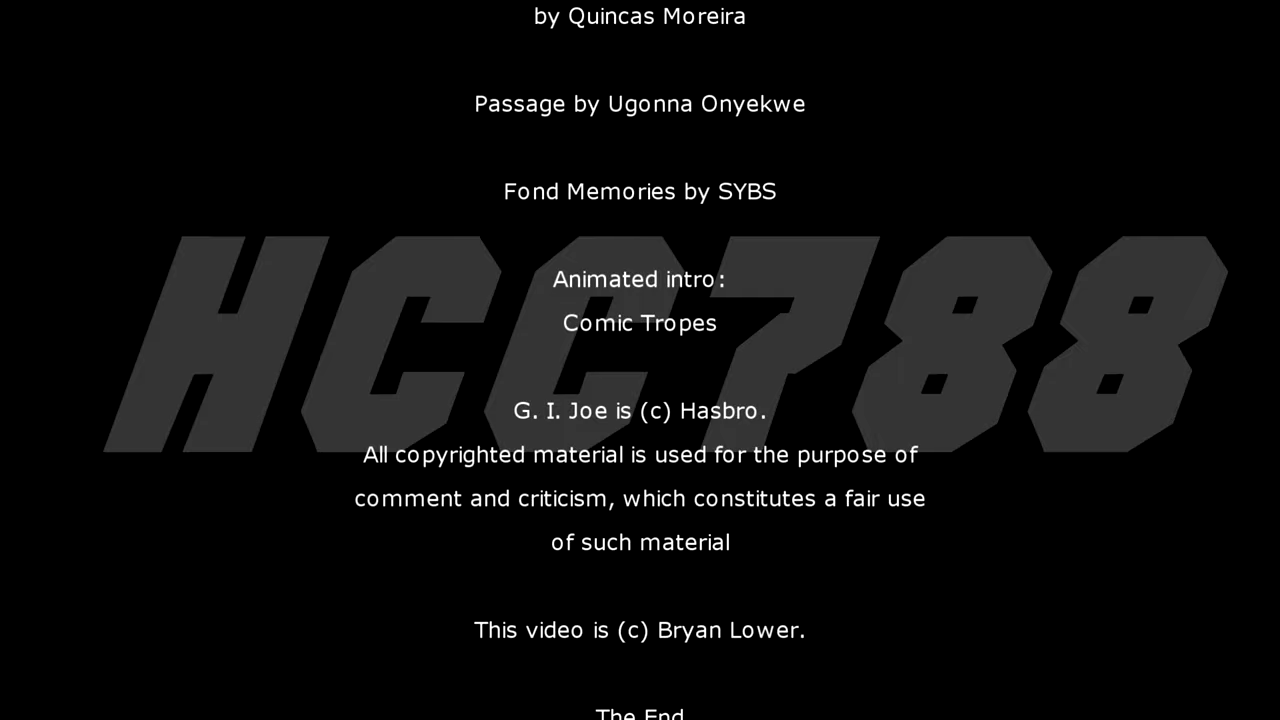 by Quincas Moreira
Passage by Ugonna Onyekwe
Fond Memories by SYBS
HCC788
Animated intro:
Comic Tropes
G. I. Joe is (c) Hasbro.
All copyrighted material is used for the purpose of
comment and criticism, which constitutes a fair use
of such material
This video is (c) Bryan Lower.
The End